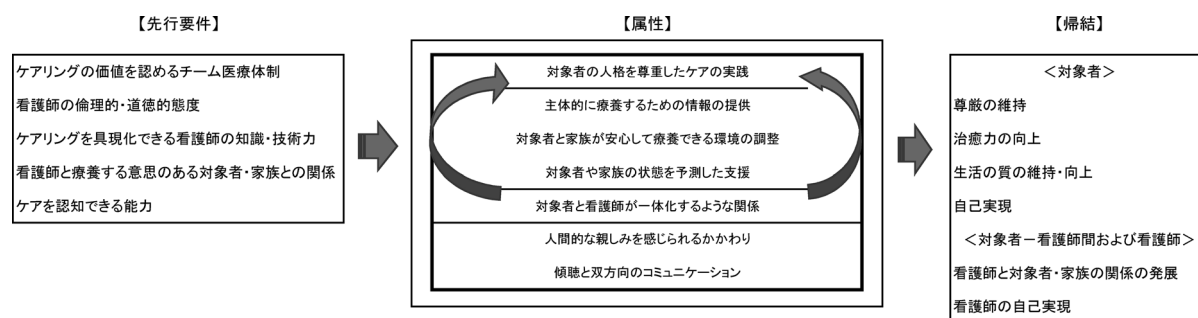 【先行要件】
ケアリングの価値を認めるチーム医療体制
看護師の倫理的・道徳的態度
ケアリングを具現化できる看護師の知識・技術力
看護師と療養する意思のある対象者・家族との関係
ケアを認知できる能力
【属性】
対象者の人格を尊重したケアの実践
主体的に療養するための情報の提供
対象者と家族が安心して療養できる環境の調整
対象者や家族の状態を予測した支援
対象者と看護師が一体化するような関係
人間的な親しみを感じられるかかわり
傾聴と双方向のコミュニケーション
【帰結】
＜対象者＞
尊厳の維持
治癒力の向上
生活の質の維持・向上
自己実現
＜対象者－看護師間および看護師＞
看護師と対象者・家族の関係の発展
看護師の自己実現